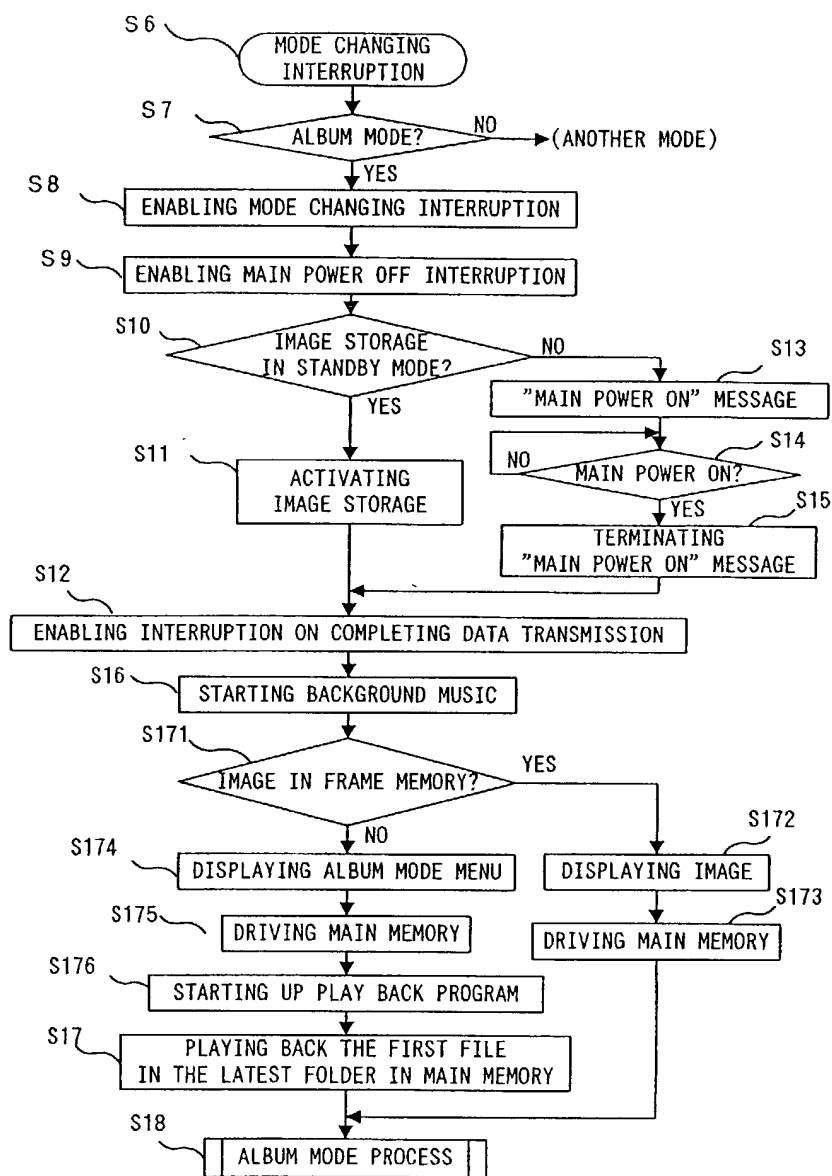 S6
MODE CHANGING
INTERRUPTION
S7
ALBUM MODE?
NO
(ANOTHER MODE)
YES
S8
ENABLING MODE CHANGING INTERRUPTION
S9
ENABLING MAIN POWER OFF INTERRUPTION
S10
IMAGE STORAGE
IN STANDBY MODE?
NO
YES
S13
"MAIN POWER ON" MESSAGE
S14
MAIN POWER ON?
NO
YES
S15
TERMINATING
"MAIN POWER ON" MESSAGE
S11
ACTIVATING
IMAGE STORAGE
S12
ENABLING INTERRUPTION ON COMPLETING DATA TRANSMISSION
S16
STARTING BACKGROUND MUSIC
S171
IMAGE IN FRAME MEMORY?
YES
NO
S172
DISPLAYING IMAGE
S173
DRIVING MAIN MEMORY
S174
DISPLAYING ALBUM MODE MENU
S175
DRIVING MAIN MEMORY
S176
STARTING UP PLAY BACK PROGRAM
S17
PLAYING BACK THE FIRST FILE
IN THE LATEST FOLDER IN MAIN MEMORY
S18
ALBUM MODE PROCESS